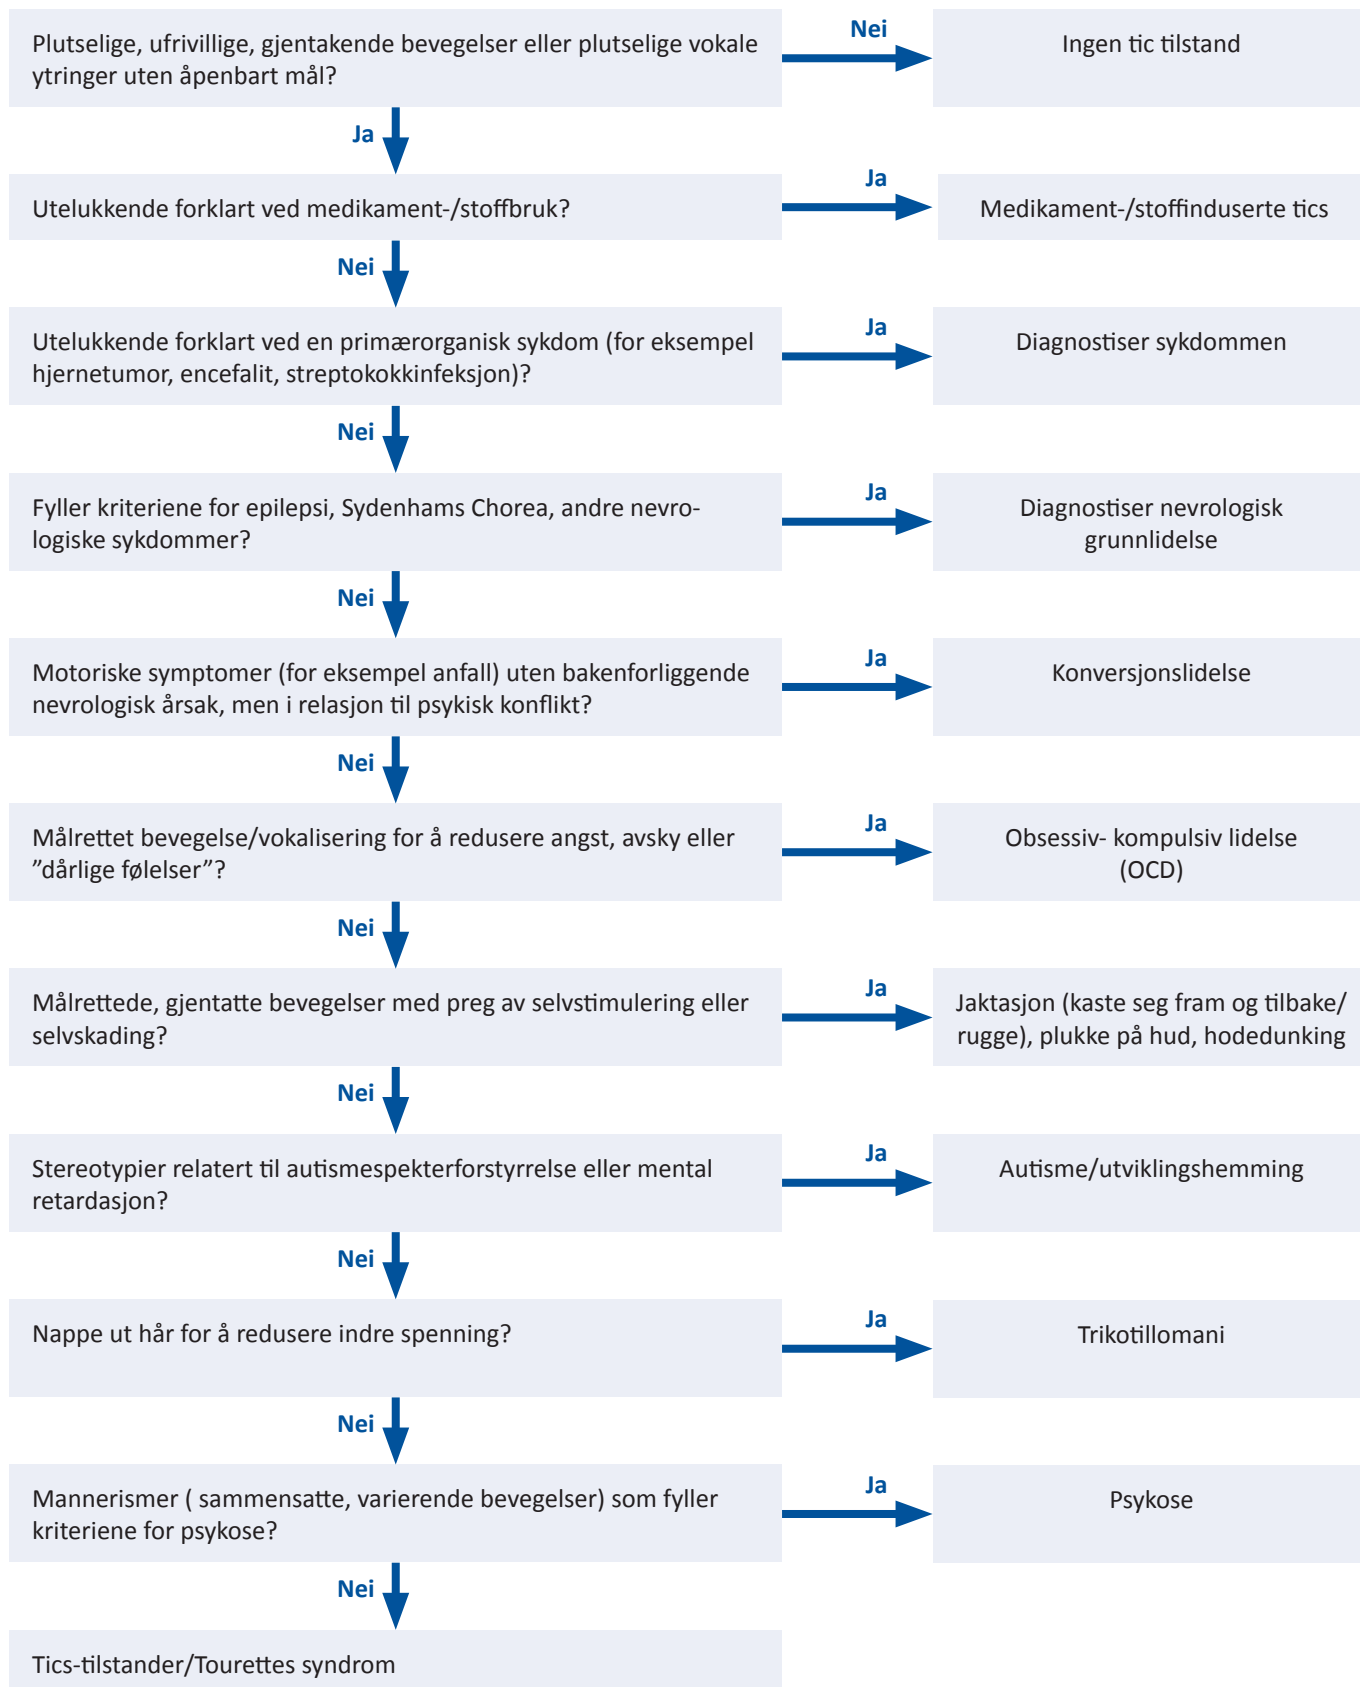 Plutselige, ufrivillige, gjentakende bevegelser eller plutselige vokale
ytringer uten åpenbart mål?
Nei
Ingen tic tilstand
Ja
Utelukkende forklart ved medikament-/stoffbruk?
Ja
Medikament-/stoffinduserte tics
Nei
Utelukkende forklart ved en primærorganisk sykdom (for eksempel
hjernetumor, encefalit, streptokokkinfeksjon)?
Ja
Diagnostiser sykdommen
Nei
Fyller kriteriene for epilepsi, Sydenhams Chorea, andre nevro-
logiske sykdommer?
Ja
Diagnostiser nevrologisk
grunnlidelse
Nei
Motoriske symptomer (for eksempel anfall) uten bakenforliggende
nevrologisk årsak, men i relasjon til psykisk konflikt?
Ja
Konversjonslidelse
Nei
Målrettet bevegelse/vokalisering for å redusere angst, avsky eller
”dårlige følelser”?
Ja
Obsessiv- kompulsiv lidelse
(OCD)
Nei
Målrettede, gjentatte bevegelser med preg av selvstimulering eller
selvskading?
Ja
Jaktasjon (kaste seg fram og tilbake/
rugge), plukke på hud, hodedunking
Nei
Stereotypier relatert til autismespekterforstyrrelse eller mental
retardasjon?
Ja
Autisme/utviklingshemming
Nei
Nappe ut hår for å redusere indre spenning?
Ja
Trikotillomani
Nei
Mannerismer ( sammensatte, varierende bevegelser) som fyller
kriteriene for psykose?
Ja
Psykose
Nei
Tics-tilstander/Tourettes syndrom